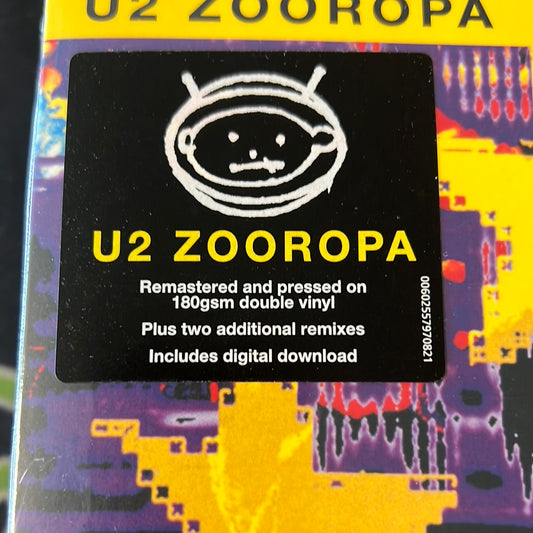 U2 ZOOROPA
U2 ZOOROPA
Remastered and pressed on
180gsm double vinyl
Plus two additional remixes
Includes digital download
00602557970821